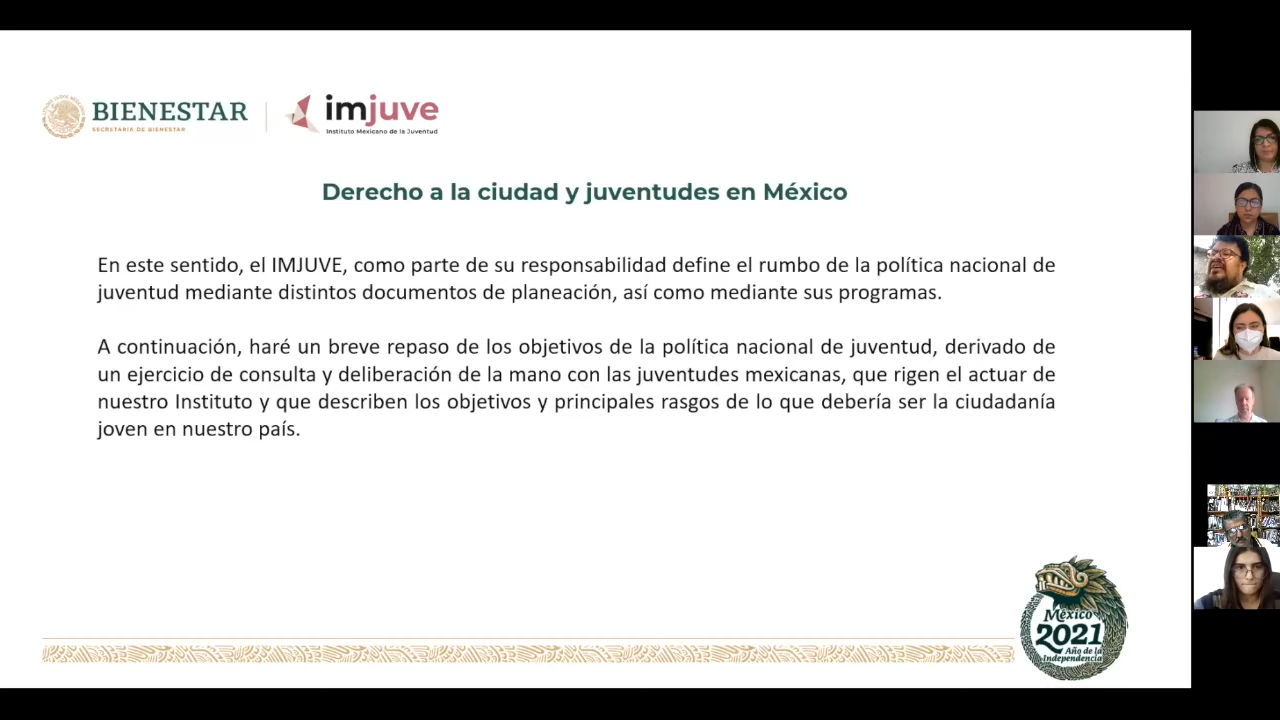 BIENESTAR
SECRETARÍA DE BIENESTAR
imjuve
Instituto Mexicano de la Juventud
Derecho a la ciudad y juventudes en México
En este sentido, el IMJUVE, como parte de su responsabilidad define el rumbo de la política nacional de
juventud mediante distintos documentos de planeación, así como mediante sus programas.
A continuación, haré un breve repaso de los objetivos de la política nacional de juventud, derivado de
un ejercicio de consulta y deliberación de la mano con las juventudes mexicanas, que rigen el actuar de
nuestro Instituto y que describen los objetivos y principales rasgos de lo que debería ser la ciudadanía
joven en nuestro país.
México
2021
Año de la
Independencia